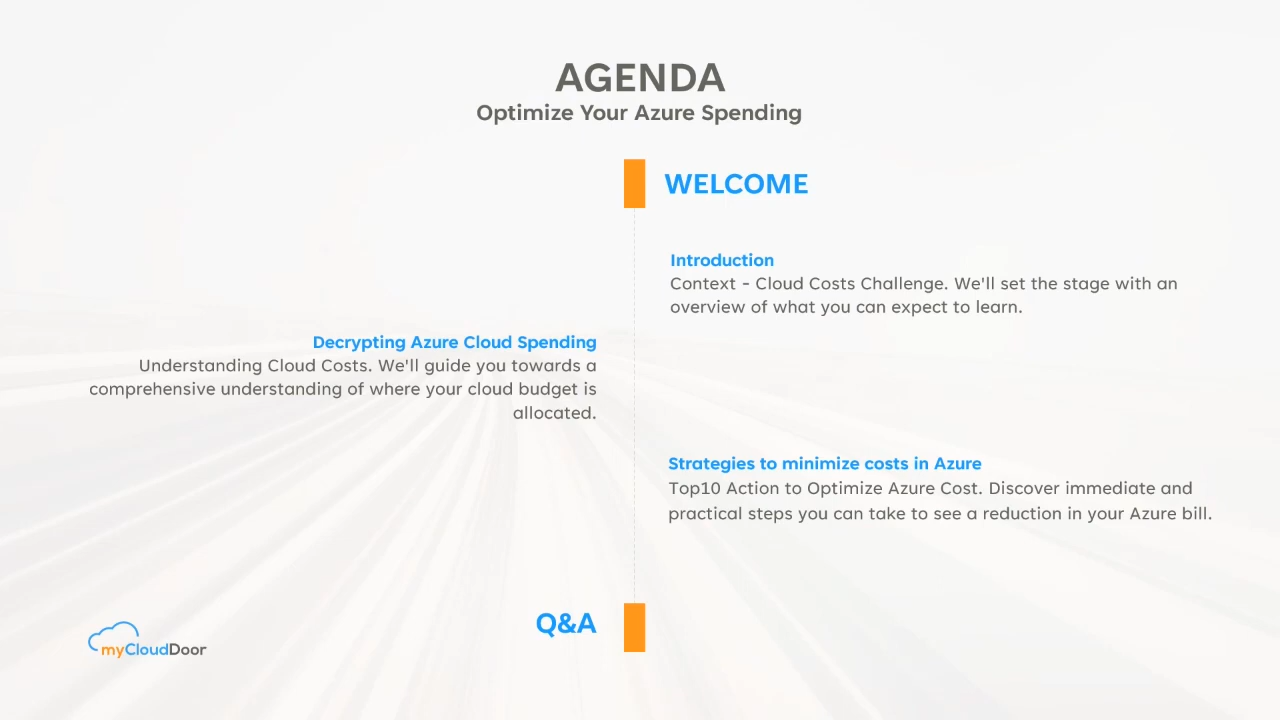 AGENDA
Optimize Your Azure Spending
WELCOME
Introduction
Context - Cloud Costs Challenge. We'll set the stage with an
overview of what you can expect to learn.
Decrypting Azure Cloud Spending
Understanding Cloud Costs. We'll guide you towards a
comprehensive understanding of where your cloud budget is
allocated.
Strategies to minimize costs in Azure
Top10 Action to Optimize Azure Cost. Discover immediate and
practical steps you can take to see a reduction in your Azure bill.
Q&A
myCloudDoor